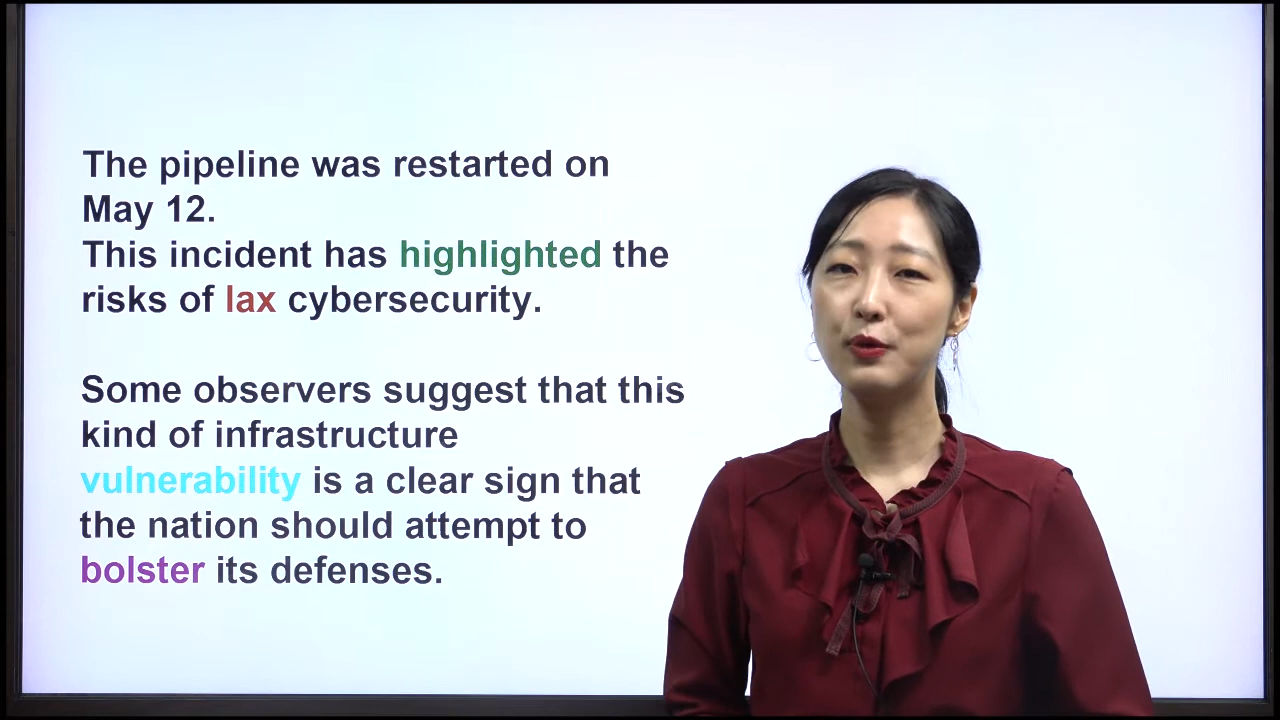 The pipeline was restarted on
May 12.
This incident has highlighted the
risks of lax cybersecurity.
Some observers suggest that this
kind of infrastructure
vulnerability is a clear sign that
the nation should attempt to
bolster its defenses.